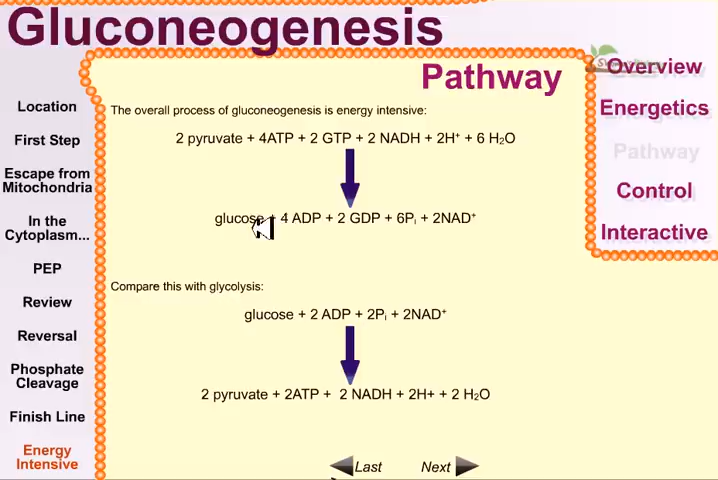 Gluconeogenesis
Pathway
Overview
Energetics
Pathway
Control
Interactive
Location
First Step
Escape from
Mitochondria
In the
Cytoplasm...
PEP
Review
Reversal
Phosphate
Cleavage
Finish Line
Energy
Intensive
The overall process of gluconeogenesis is energy intensive:
2 pyruvate + 4ATP + 2 GTP + 2 NADH + 2H⁺ + 6 H₂O
glucose + 4 ADP + 2 GDP + 6Pᵢ + 2NAD⁺
Compare this with glycolysis:
glucose + 2 ADP + 2Pᵢ + 2NAD⁺
2 pyruvate + 2ATP + 2 NADH + 2H+ + 2 H₂O
Last
Next